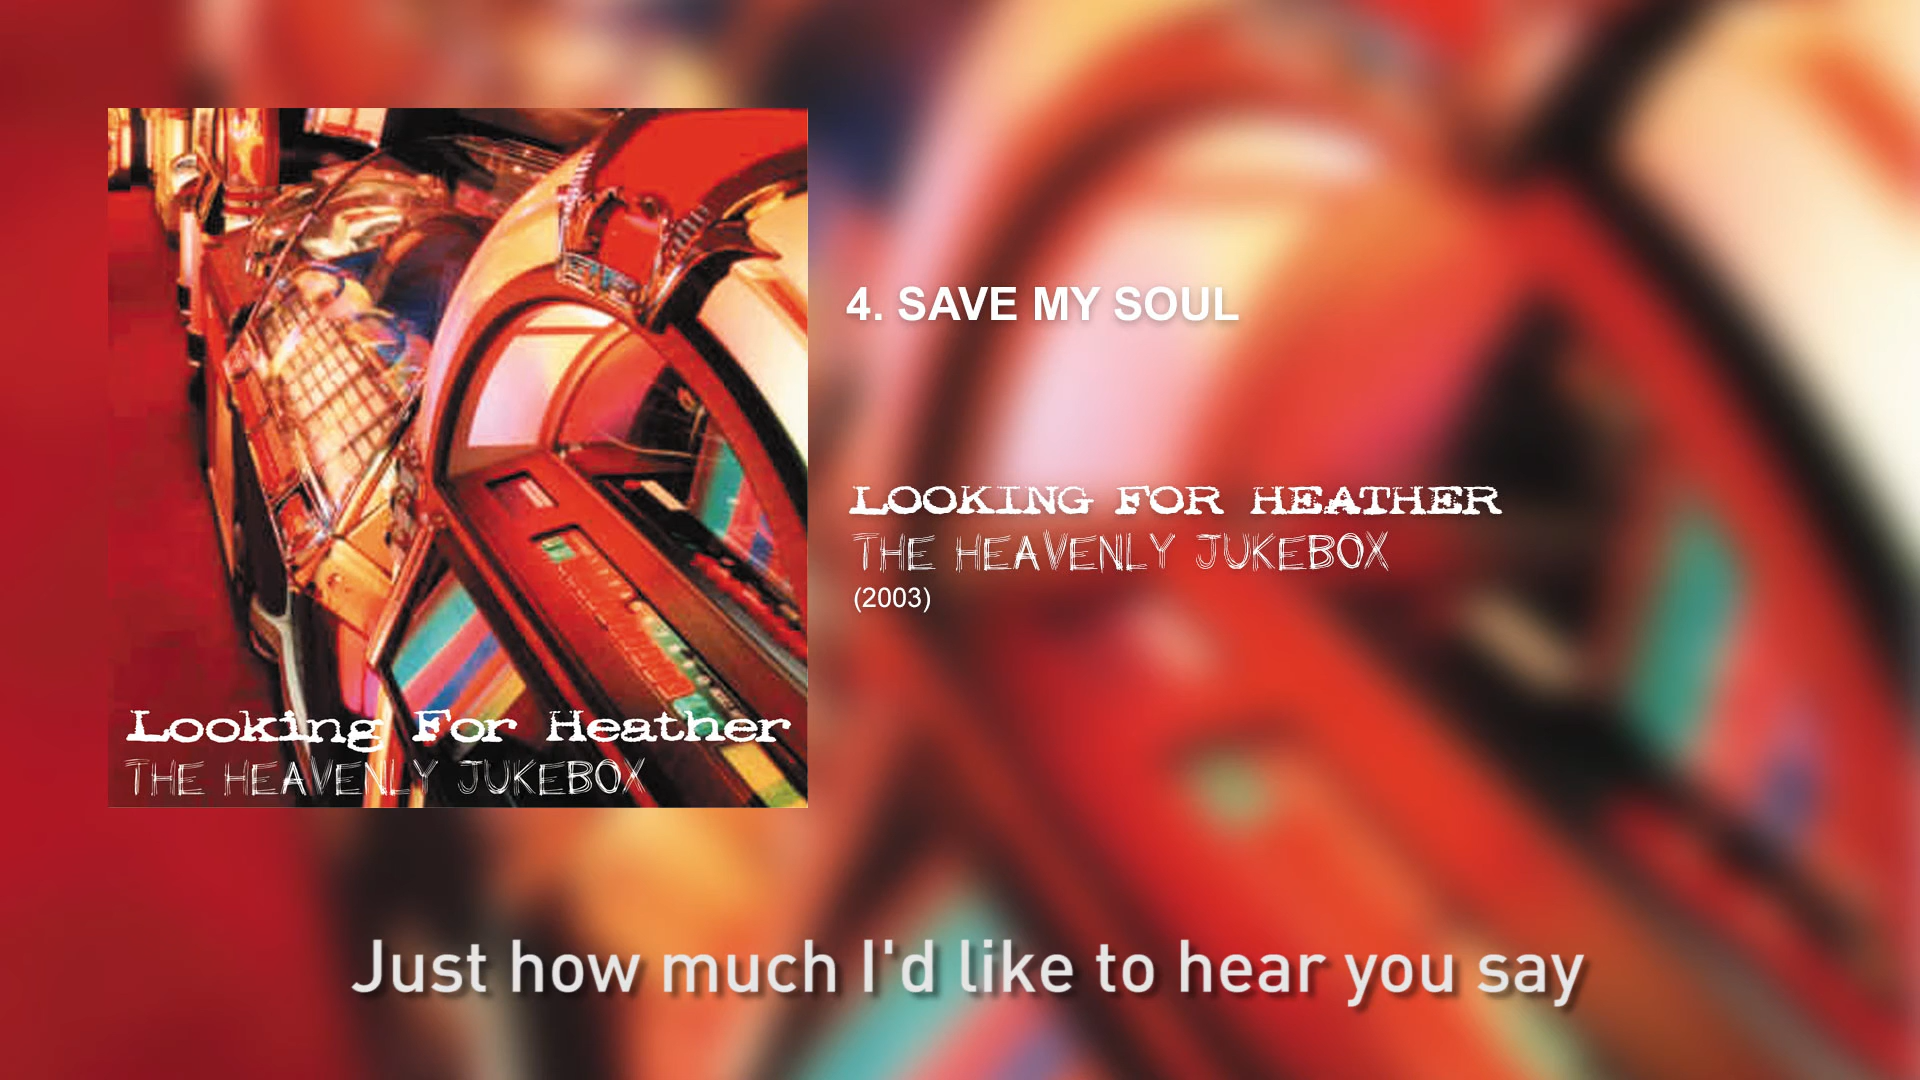 4. SAVE MY SOUL
LOOKING FOR HEATHER
THE HEAVENLY JUKEBOX
(2003)
Looking For Heather
THE HEAVENLY JUKEBOX
Just how much I'd like to hear you say